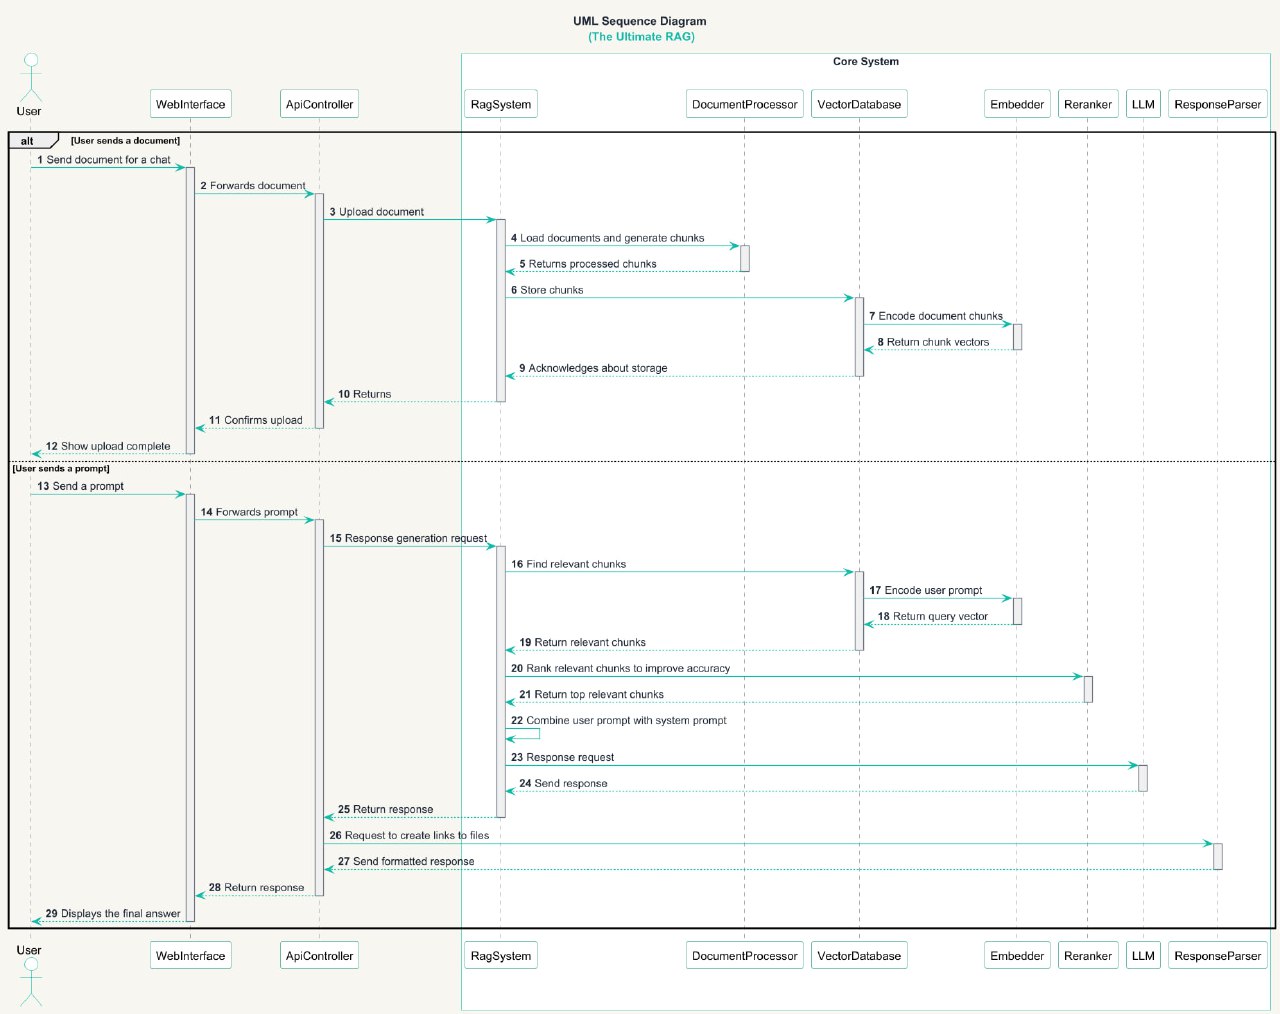 UML Sequence Diagram
(The Ultimate RAG)
Core System
User
WebInterface
ApiController
RagSystem
DocumentProcessor
VectorDatabase
Embedder
Reranker
LLM
ResponseParser
alt
[User sends a document]
1 Send document for a chat
2 Forwards document
3 Upload document
4 Load documents and generate chunks
5 Returns processed chunks
6 Store chunks
7 Encode document chunks
8 Return chunk vectors
9 Acknowledges about storage
10 Returns
11 Confirms upload
12 Show upload complete
[User sends a prompt]
13 Send a prompt
14 Forwards prompt
15 Response generation request
16 Find relevant chunks
17 Encode user prompt
18 Return query vector
19 Return relevant chunks
20 Rank relevant chunks to improve accuracy
21 Return top relevant chunks
22 Combine user prompt with system prompt
23 Response request
24 Send response
25 Return response
26 Request to create links to files
27 Send formatted response
28 Return response
29 Displays the final answer
User
WebInterface
ApiController
RagSystem
DocumentProcessor
VectorDatabase
Embedder
Reranker
LLM
ResponseParser